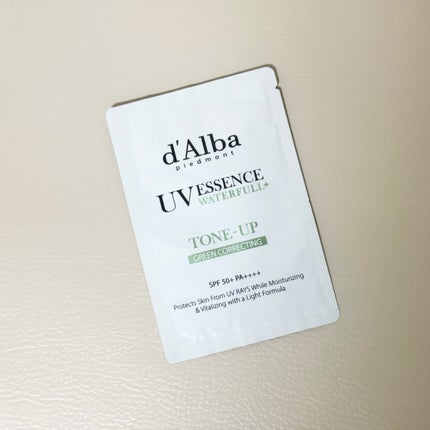 d'Alba
piedmont
UV ESSENCE
WATERFULL+
TONE-UP
GREEN CORRECTING
SPF 50+ PA++++
Protects Skin From UV RAYS While Moisturizing
& Vitalizing with a Light Formula